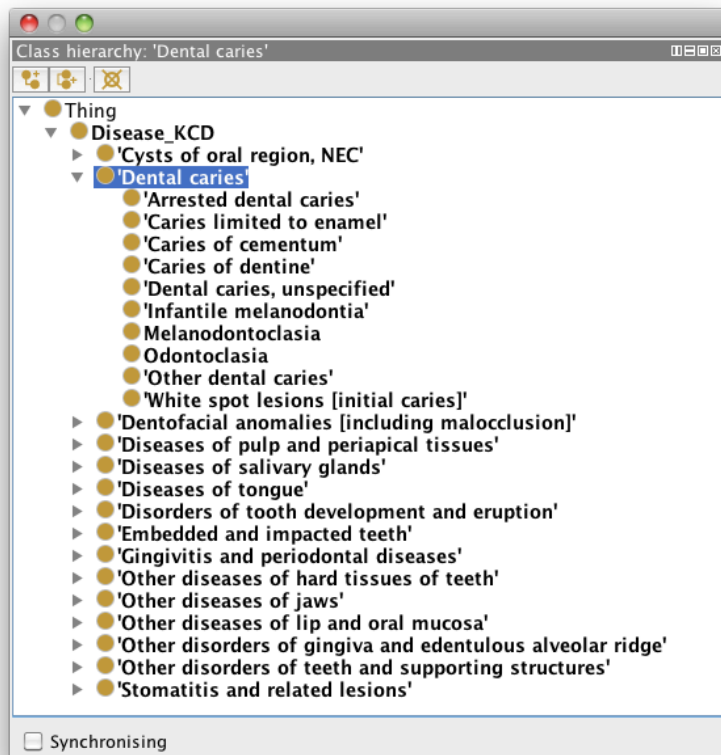 Class hierarchy: 'Dental caries'
Thing
Disease_KCD
'Cysts of oral region, NEC'
'Dental caries'
'Arrested dental caries'
'Caries limited to enamel'
'Caries of cementum'
'Caries of dentine'
'Dental caries, unspecified'
'Infantile melanodontia'
Melanodontoclasia
Odontoclasia
'Other dental caries'
'White spot lesions [initial caries]'
'Dentofacial anomalies [including malocclusion]'
'Diseases of pulp and periapical tissues'
'Diseases of salivary glands'
'Diseases of tongue'
'Disorders of tooth development and eruption'
'Embedded and impacted teeth'
'Gingivitis and periodontal diseases'
'Other diseases of hard tissues of teeth'
'Other diseases of jaws'
'Other diseases of lip and oral mucosa'
'Other disorders of gingiva and edentulous alveolar ridge'
'Other disorders of teeth and supporting structures'
'Stomatitis and related lesions'
Synchronising